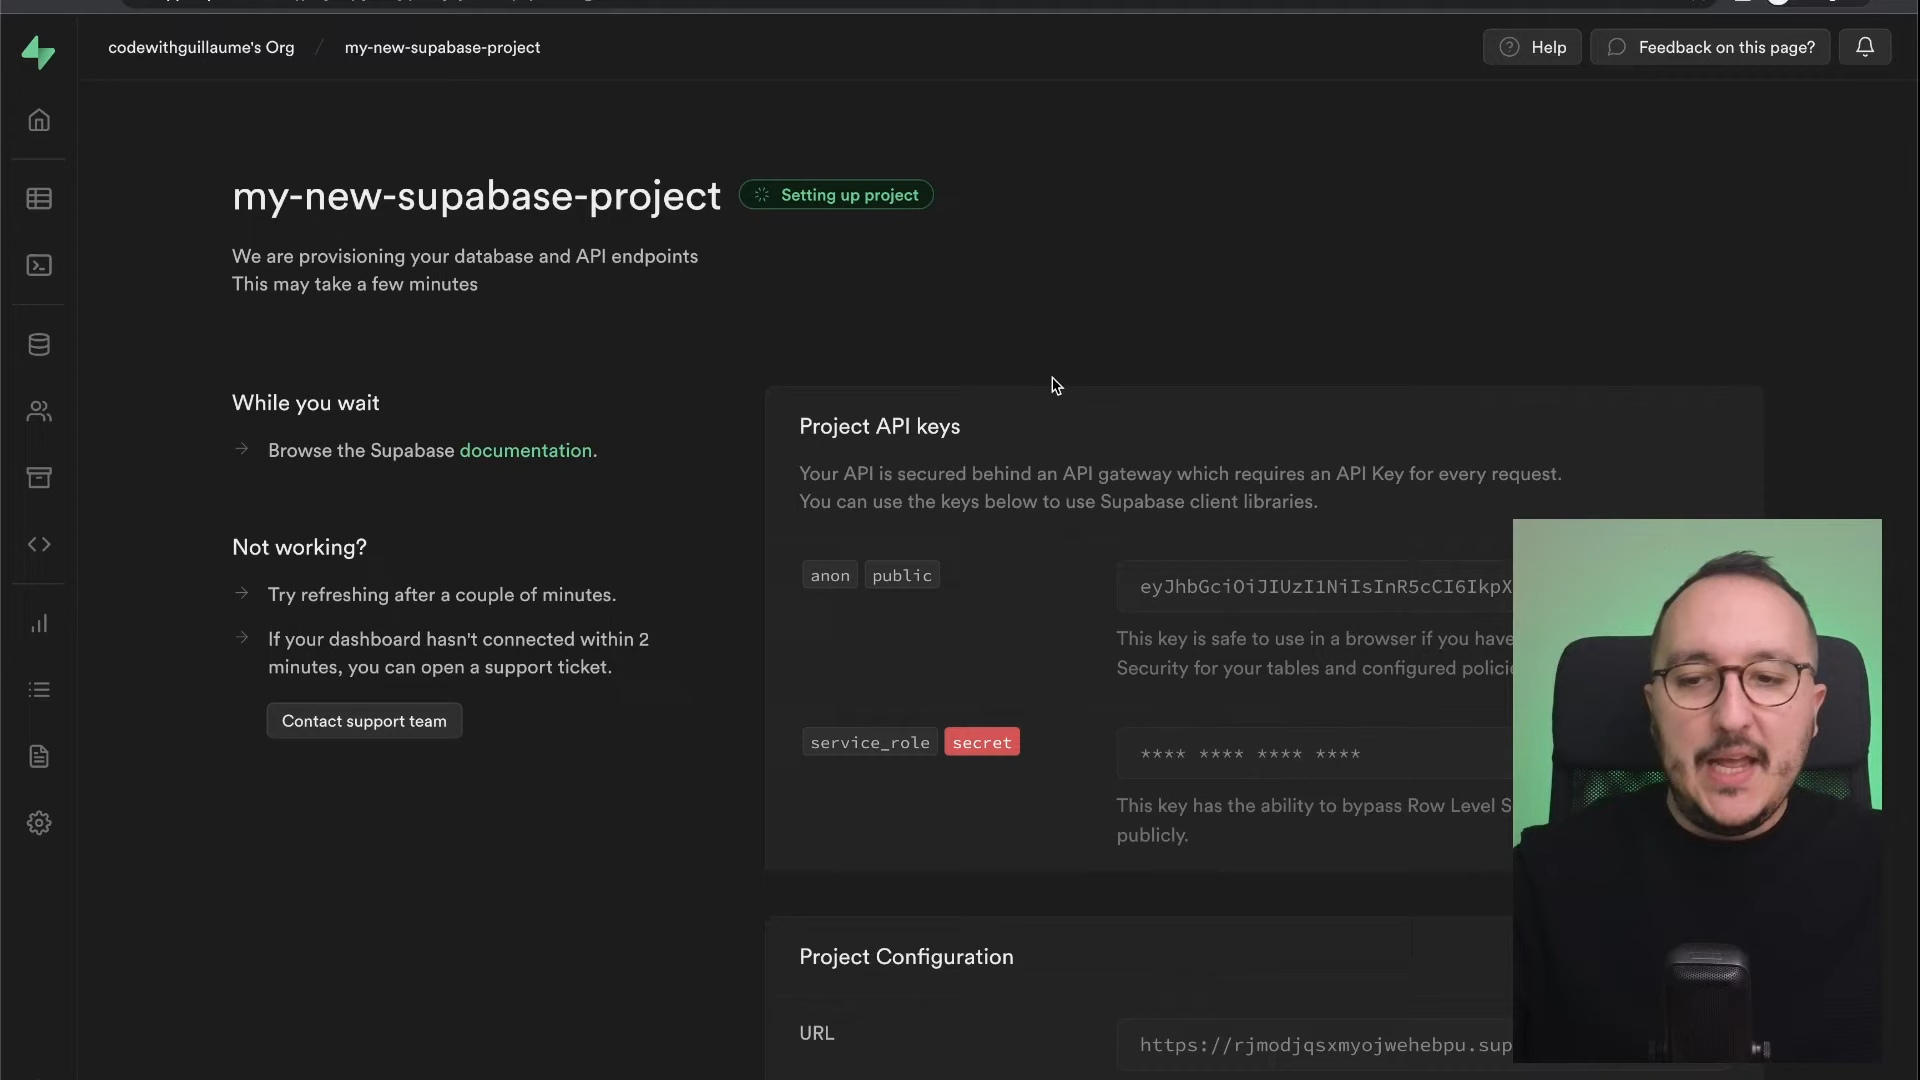 codewithguillaume's Org / my-new-supabase-project
Help
Feedback on this page?
my-new-supabase-project
Setting up project
We are provisioning your database and API endpoints
This may take a few minutes
While you wait
Browse the Supabase documentation.
Not working?
Try refreshing after a couple of minutes.
If your dashboard hasn't connected within 2
minutes, you can open a support ticket.
Contact support team
Project API keys
Your API is secured behind an API gateway which requires an API Key for every request.
You can use the keys below to use Supabase client libraries.
anon public
eyJhbGciOiJIUzI1NiIsInR5cCI6IkpX
This key is safe to use in a browser if you have
Security for your tables and configured policie
service_role secret
**** **** **** ****
This key has the ability to bypass Row Level S
publicly.
Project Configuration
URL
https://rjmodjqsxmyojwehebpu.sup